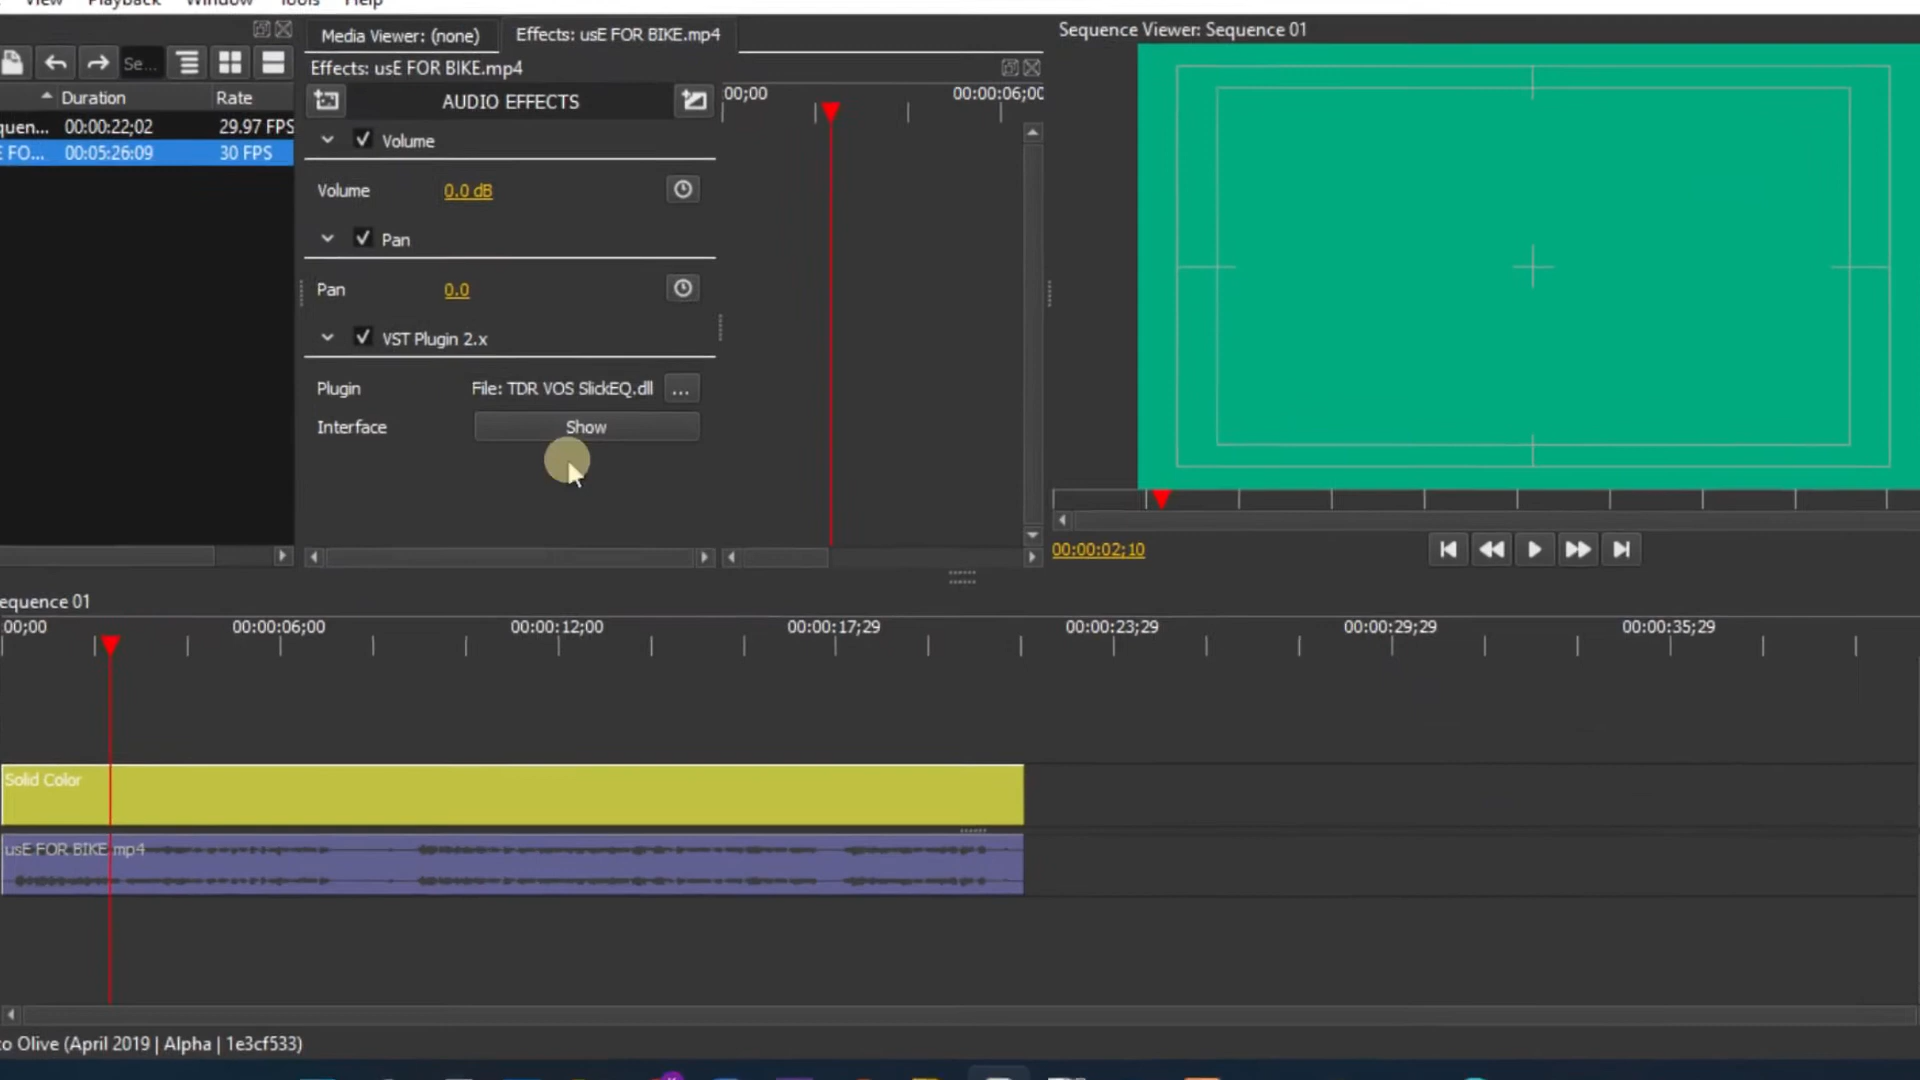 View Playback Window Tools Help
Media Viewer: (none) Effects: usE FOR BIKE.mp4 Sequence Viewer: Sequence 01
Se... Effects: usE FOR BIKE.mp4
Duration Rate AUDIO EFFECTS 00;00 00:00:06;00
quen... 00:00:22;02 29.97 FPS
E FO... 00:05:26:09 30 FPS
Volume
Volume 0.0 dB
Pan
Pan 0.0
VST Plugin 2.x
Plugin File: TDR VOS SlickEQ.dll ...
Interface Show
00:00:02;10
equence 01
00;00 00:00:06;00 00:00:12;00 00:00:17;29 00:00:23;29 00:00:29;29 00:00:35;29
Solid Color
usE FOR BIKE.mp4
to Olive (April 2019 | Alpha | 1e3cf533)